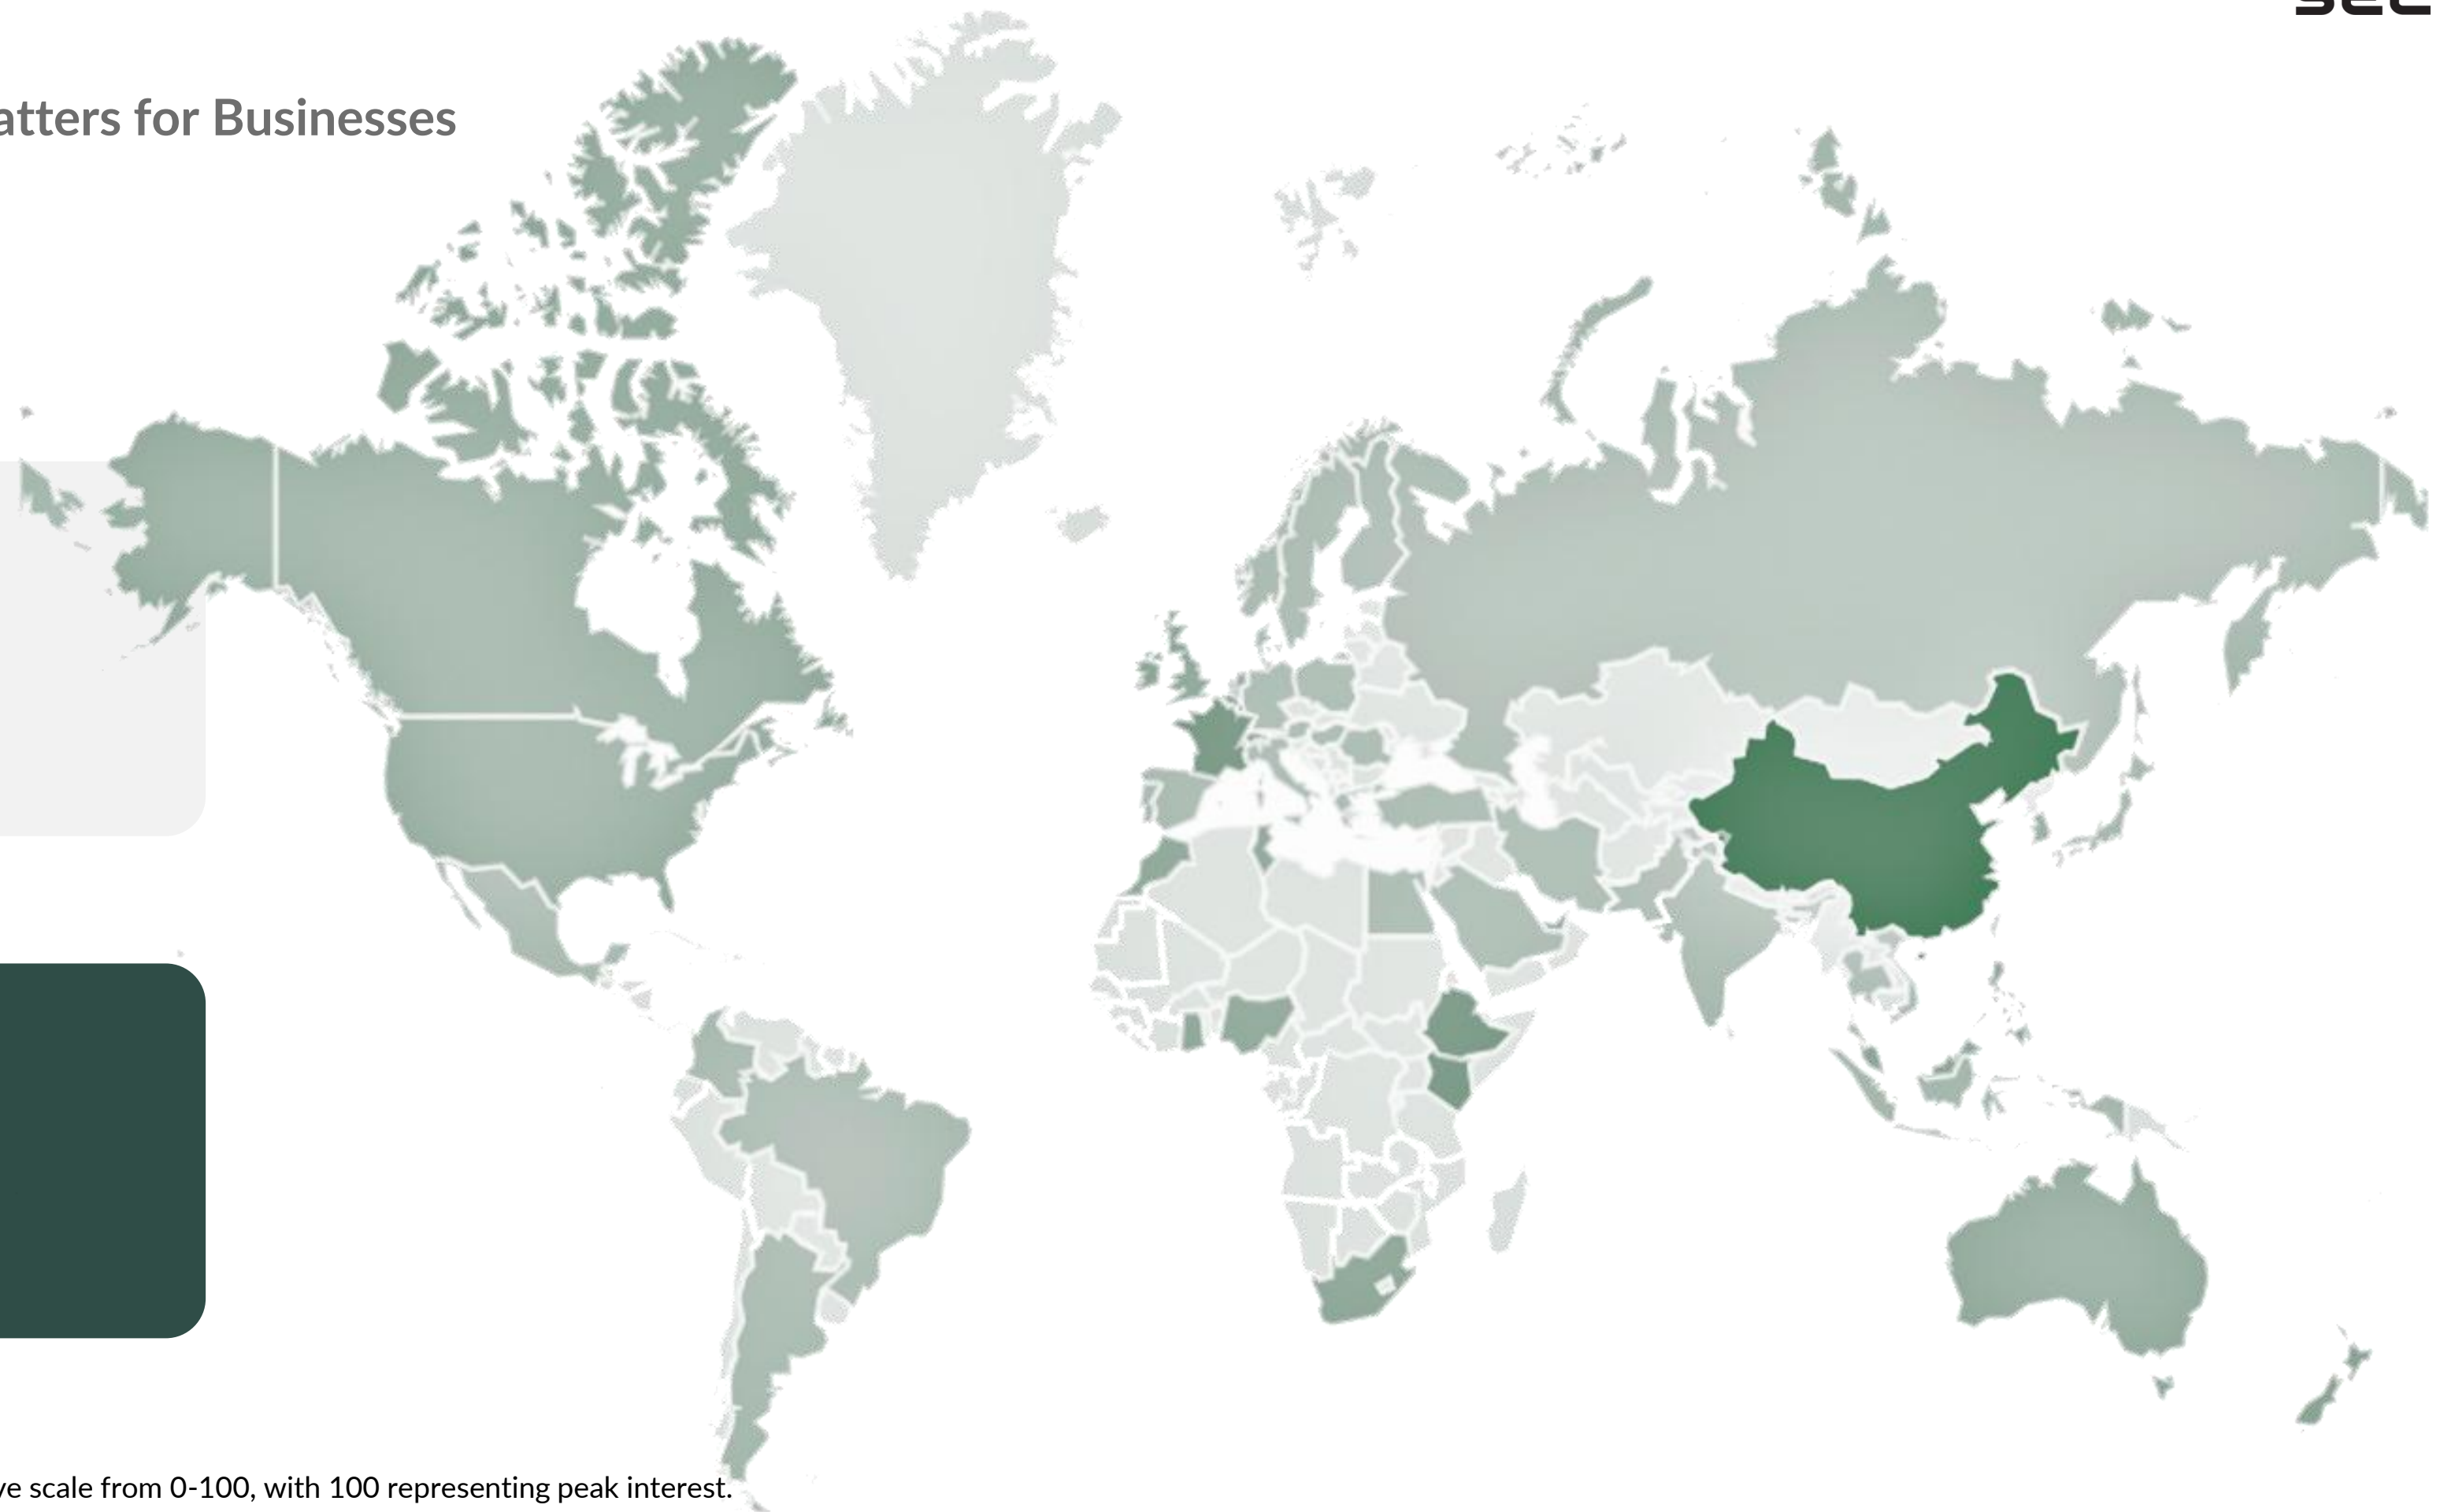 atters for Businesses
ve scale from 0-100, with 100 representing peak interest.